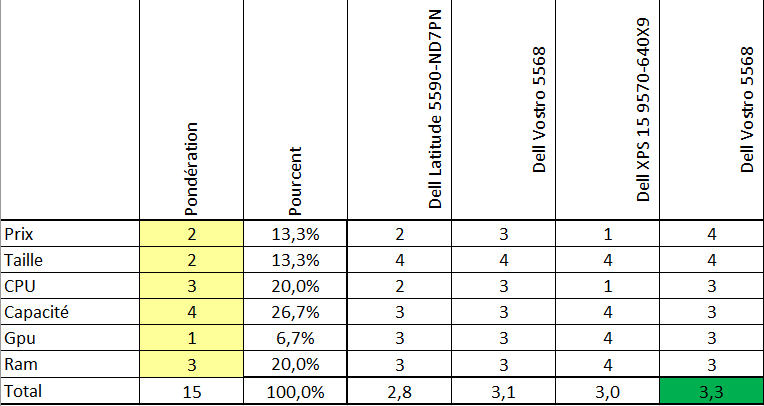 Pondération Pourcent Dell Latitude 5590-ND7PN Dell Vostro 5568 Dell XPS 15 9570-640X9 Dell Vostro 5568
Prix 2 13,3% 2 3 1 4
Taille 2 13,3% 4 4 4 4
CPU 3 20,0% 2 3 1 3
Capacité 4 26,7% 3 3 4 3
Gpu 1 6,7% 3 3 4 3
Ram 3 20,0% 3 3 4 3
Total 15 100,0% 2,8 3,1 3,0 3,3